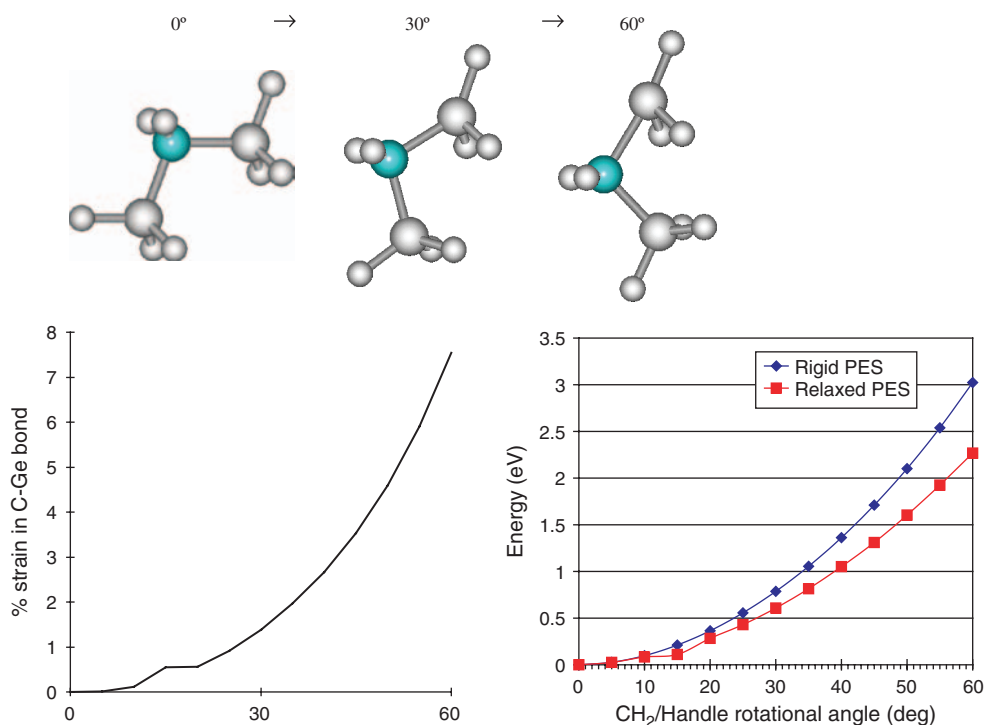 0º → 30º → 60º
8
7
6
5
4
3
2
1
0
% strain in C-Ge bond
0 30 60
3.5
3
2.5
2
1.5
1
0.5
0
Energy (eV)
Rigid PES
Relaxed PES
0 10 20 30 40 50 60
CH₂/Handle rotational angle (deg)